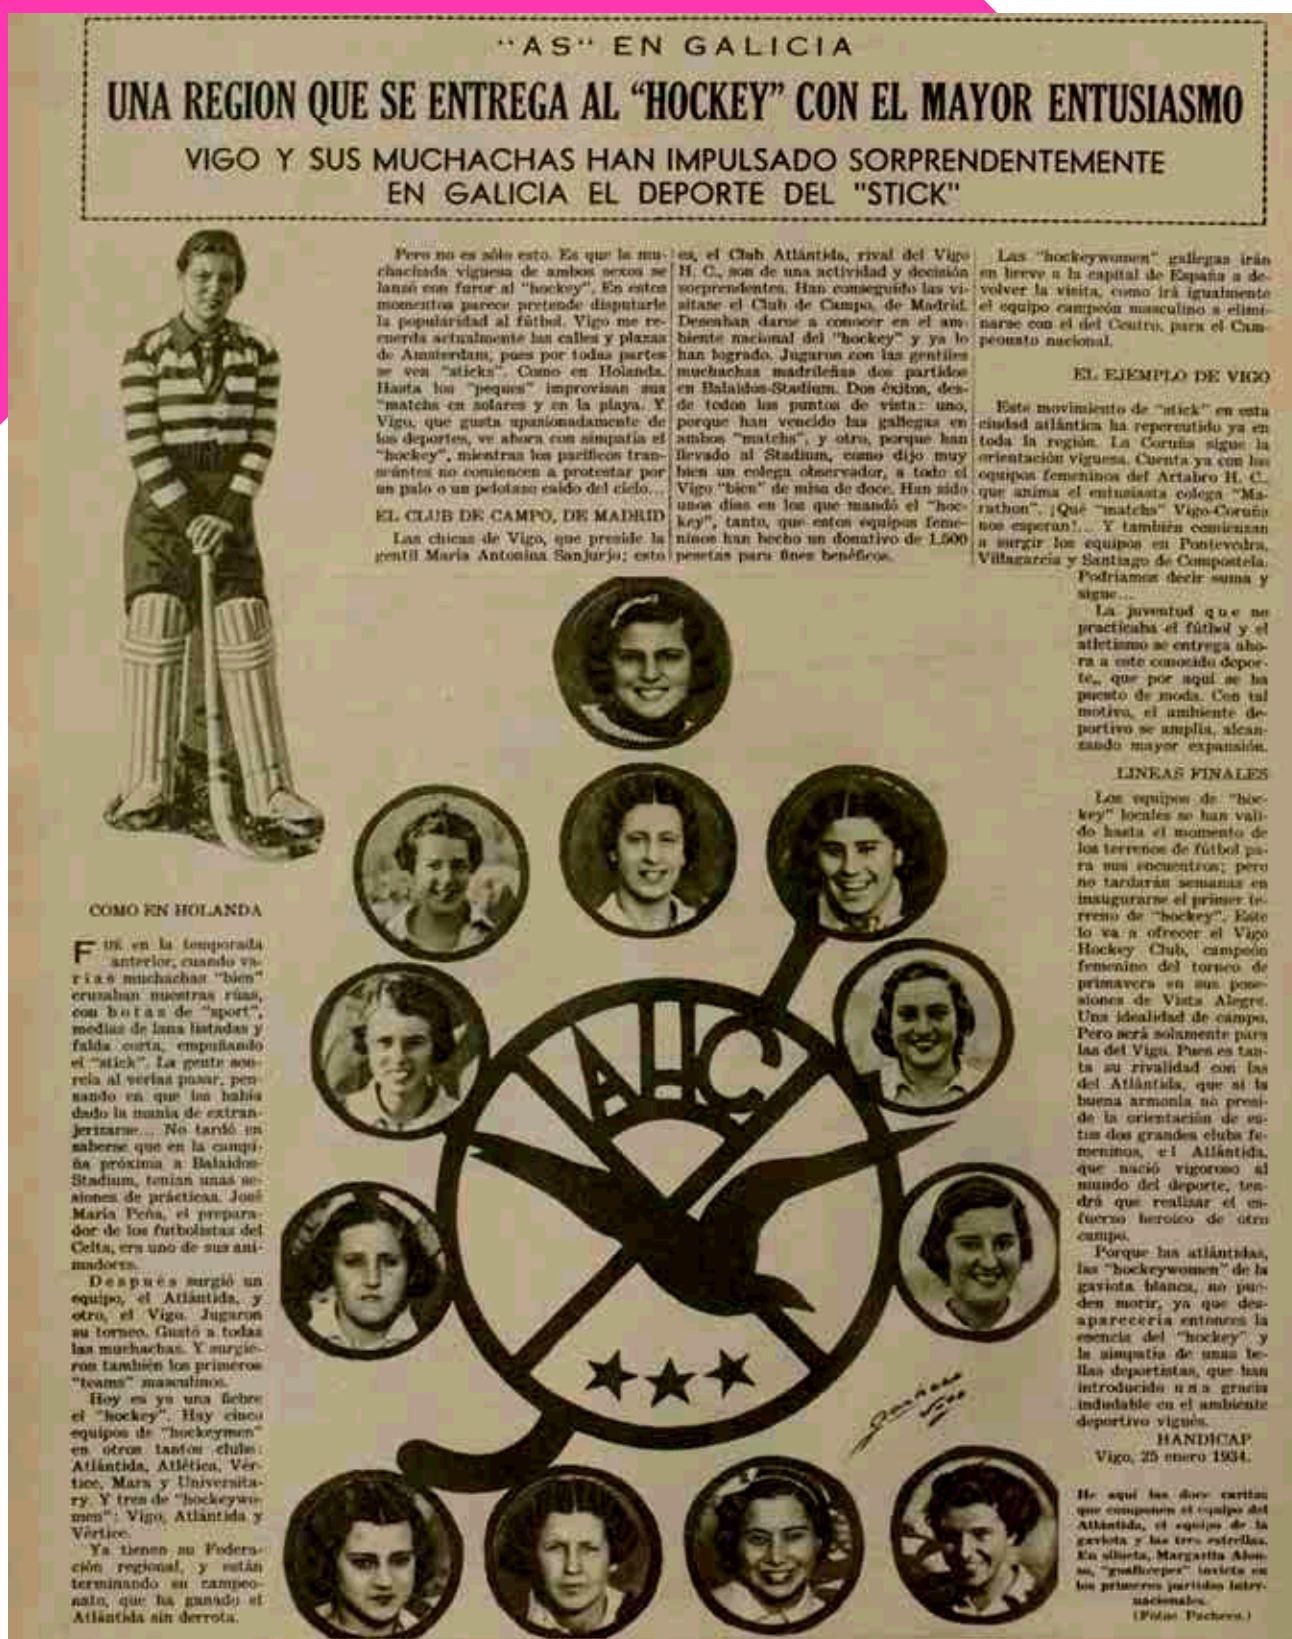 "AS" EN GALICIA
UNA REGION QUE SE ENTREGA AL "HOCKEY" CON EL MAYOR ENTUSIASMO
VIGO Y SUS MUCHACHAS HAN IMPULSADO SORPRENDENTEMENTE
EN GALICIA EL DEPORTE DEL "STICK"
COMO EN HOLANDA
FUE en la temporada
anterior, cuando va-
rias muchachas "bien"
cruzaban nuestras rúas,
con botas de "sport",
medias de lana listadas y
falda corta, empuñando
el "stick". La gente son-
reía al verlas pasar, pen-
sando en que les había
dado la manía de extran-
jerizarse... No tardó en
saberse que en la campi-
ña próxima a Balaídos-
Stadium, tenían unas se-
siones de prácticas. José
María Peña, el prepara-
dor de los futbolistas del
Celta, era uno de sus ani-
madores.
Después surgió un
equipo, el Atlántida, y
otro, el Vigo. Jugaron
su torneo. Gustó a todas
las muchachas. Y surgie-
ron también los primeros
"teams" masculinos.
Hoy es ya una fiebre
el "hockey". Hay cinco
equipos de "hockeymen"
en otros tantos clubs:
Atlántida, Atlética, Vér-
tice, Mara y Universita-
ry. Y tres de "hockeywo-
men": Vigo, Atlántida y
Vértice.
Ya tienen su Federa-
ción regional, y están
terminando su campeo-
nato, que ha ganado el
Atlántida sin derrota.
Pero no es sólo esto. Es que la mu-
chachada viguesa de ambos sexos se
lanzó con furor al "hockey". En estos
momentos parece pretende disputarle
la popularidad al fútbol. Vigo me re-
cuerda actualmente las calles y plazas
de Amsterdam, pues por todas partes
se ven "sticks". Como en Holanda.
Hasta los "peques" improvisan sus
"matchs en solares y en la playa. Y
Vigo, que gusta apasionadamente de
los deportes, ve ahora con simpatía el
"hockey", mientras los pacíficos tran-
seúntes no comiencen a protestar por
un palo o un pelotazo caído del cielo...
EL CLUB DE CAMPO, DE MADRID
Las chicas de Vigo, que preside la
gentil María Antonina Sanjurjo; esto
es, el Club Atlántida, rival del Vigo
H. C., son de una actividad y decisión
sorprendentes. Han conseguido las vi-
sitase el Club de Campo, de Madrid.
Deseaban darse a conocer en el am-
biente nacional del "hockey" y ya lo
han logrado. Jugaron con las gentiles
muchachas madrileñas dos partidos
en Balaídos-Stadium. Dos éxitos, des-
de todos los puntos de vista: uno,
porque han vencido las gallegas en
ambos "matchs", y otro, porque han
llevado al Stadium, como dijo muy
bien un colega observador, a todo el
Vigo "bien" de misa de doce. Han sido
unos días en los que mandó el "hoc-
key", tanto, que estos equipos feme-
ninos han hecho un donativo de 1.500
pesetas para fines benéficos.
Las "hockeywomen" gallegas irán
en breve a la capital de España a de-
volver la visita, como irá igualmente
el equipo campeón masculino a elimi-
narse con el del Centro, para el Cam-
peonato nacional.
EL EJEMPLO DE VIGO
Este movimiento de "stick" en esta
ciudad atlántica ha repercutido ya en
toda la región. La Coruña sigue la
orientación viguesa. Cuenta ya con los
equipos femeninos del Artabro H. C.,
que anima el entusiasta colega "Ma-
rathon". ¡Qué "matchs" Vigo-Coruña
nos esperan!... Y también comienzan
a surgir los equipos en Pontevedra,
Villagarcía y Santiago de Compostela.
Podríamos decir suma y
sigue...
La juventud que no
practicaba el fútbol y el
atletismo se entrega aho-
ra a este conocido depor-
te,, que por aquí se ha
puesto de moda. Con tal
motivo, el ambiente de-
portivo se amplía, alcan-
zando mayor expansión.
LINEAS FINALES
Los equipos de "hoc-
key" locales se han vali-
do hasta el momento de
los terrenos de fútbol pa-
ra sus encuentros; pero
no tardarán semanas en
inaugurarse el primer te-
rreno de "hockey". Este
lo va a ofrecer el Vigo
Hockey Club, campeón
femenino del torneo de
primavera en sus pose-
siones de Vista Alegre.
Una idealidad de campo.
Pero será solamente para
las del Vigo. Pues es tan-
ta su rivalidad con las
del Atlántida, que si la
buena armonía no presi-
de la orientación de es-
tos dos grandes clubs fe-
meninos, el Atlántida,
que nació vigoroso al
mundo del deporte, ten-
drá que realizar el es-
fuerzo heroico de otro
campo.
Porque las atlántidas,
las "hockeywomen" de la
gaviota blanca, no pue-
den morir, ya que des-
aparecería entonces la
esencia del "hockey" y
la simpatía de unas be-
llas deportistas, que han
introducido una gracia
indudable en el ambiente
deportivo vigués.
HANDICAP
Vigo, 25 enero 1934.
AHC
Pacheco
Vigo
He aquí las doce caritas
que componen el equipo del
Atlántida, el equipo de la
gaviota y las tres estrellas.
En silueta, Margarita Alon-
so, "goalkeeper" invicta en
los primeros partidos inter-
nacionales.
(Fotos Pacheco.)